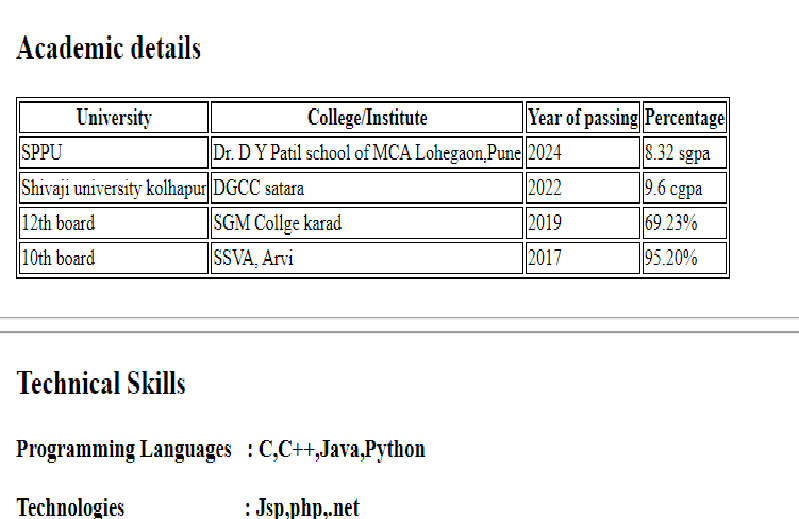 Academic details
University College/Institute Year of passing Percentage
SPPU Dr. D Y Patil school of MCA Lohegaon,Pune 2024 8.32 sgpa
Shivaji university kolhapur DGCC satara 2022 9.6 cgpa
12th board SGM Collge karad 2019 69.23%
10th board SSVA, Arvi 2017 95.20%
Technical Skills
Programming Languages : C,C++,Java,Python
Technologies : Jsp,php,.net